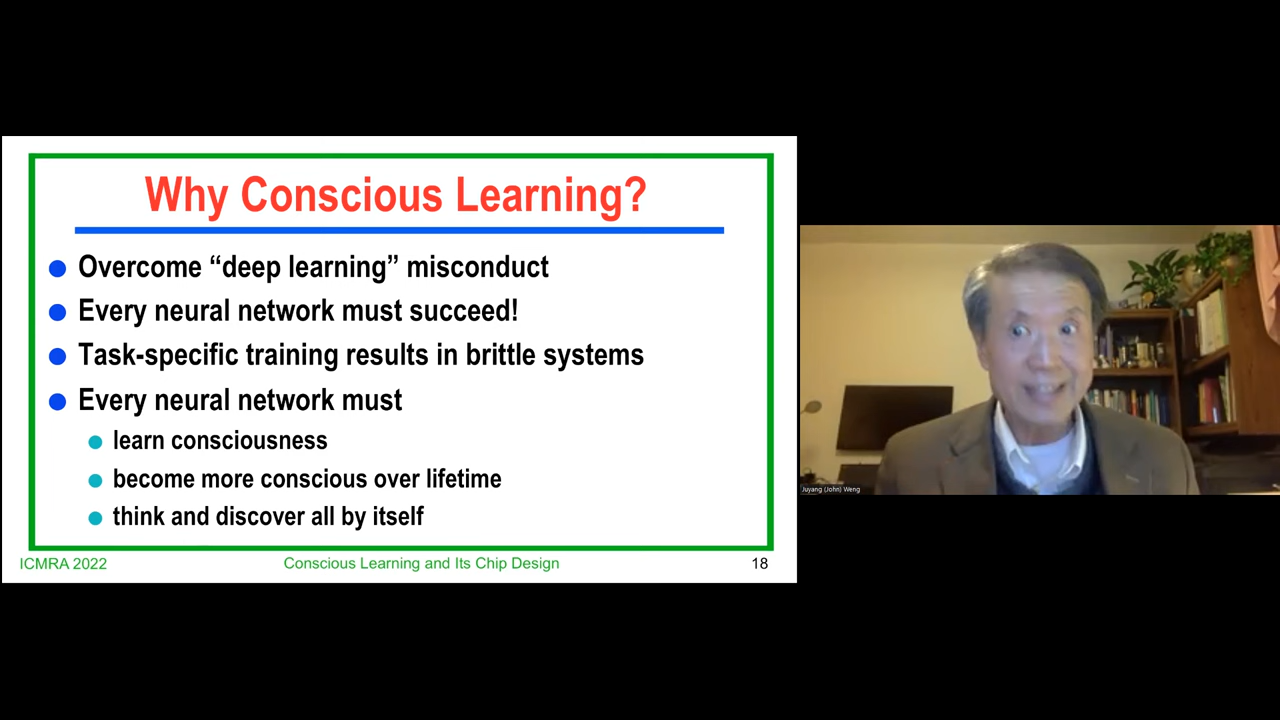 Why Conscious Learning?
Overcome “deep learning” misconduct
Every neural network must succeed!
Task-specific training results in brittle systems
Every neural network must
learn consciousness
become more conscious over lifetime
think and discover all by itself
ICMRA 2022
Conscious Learning and Its Chip Design
18
Juyang (John) Weng